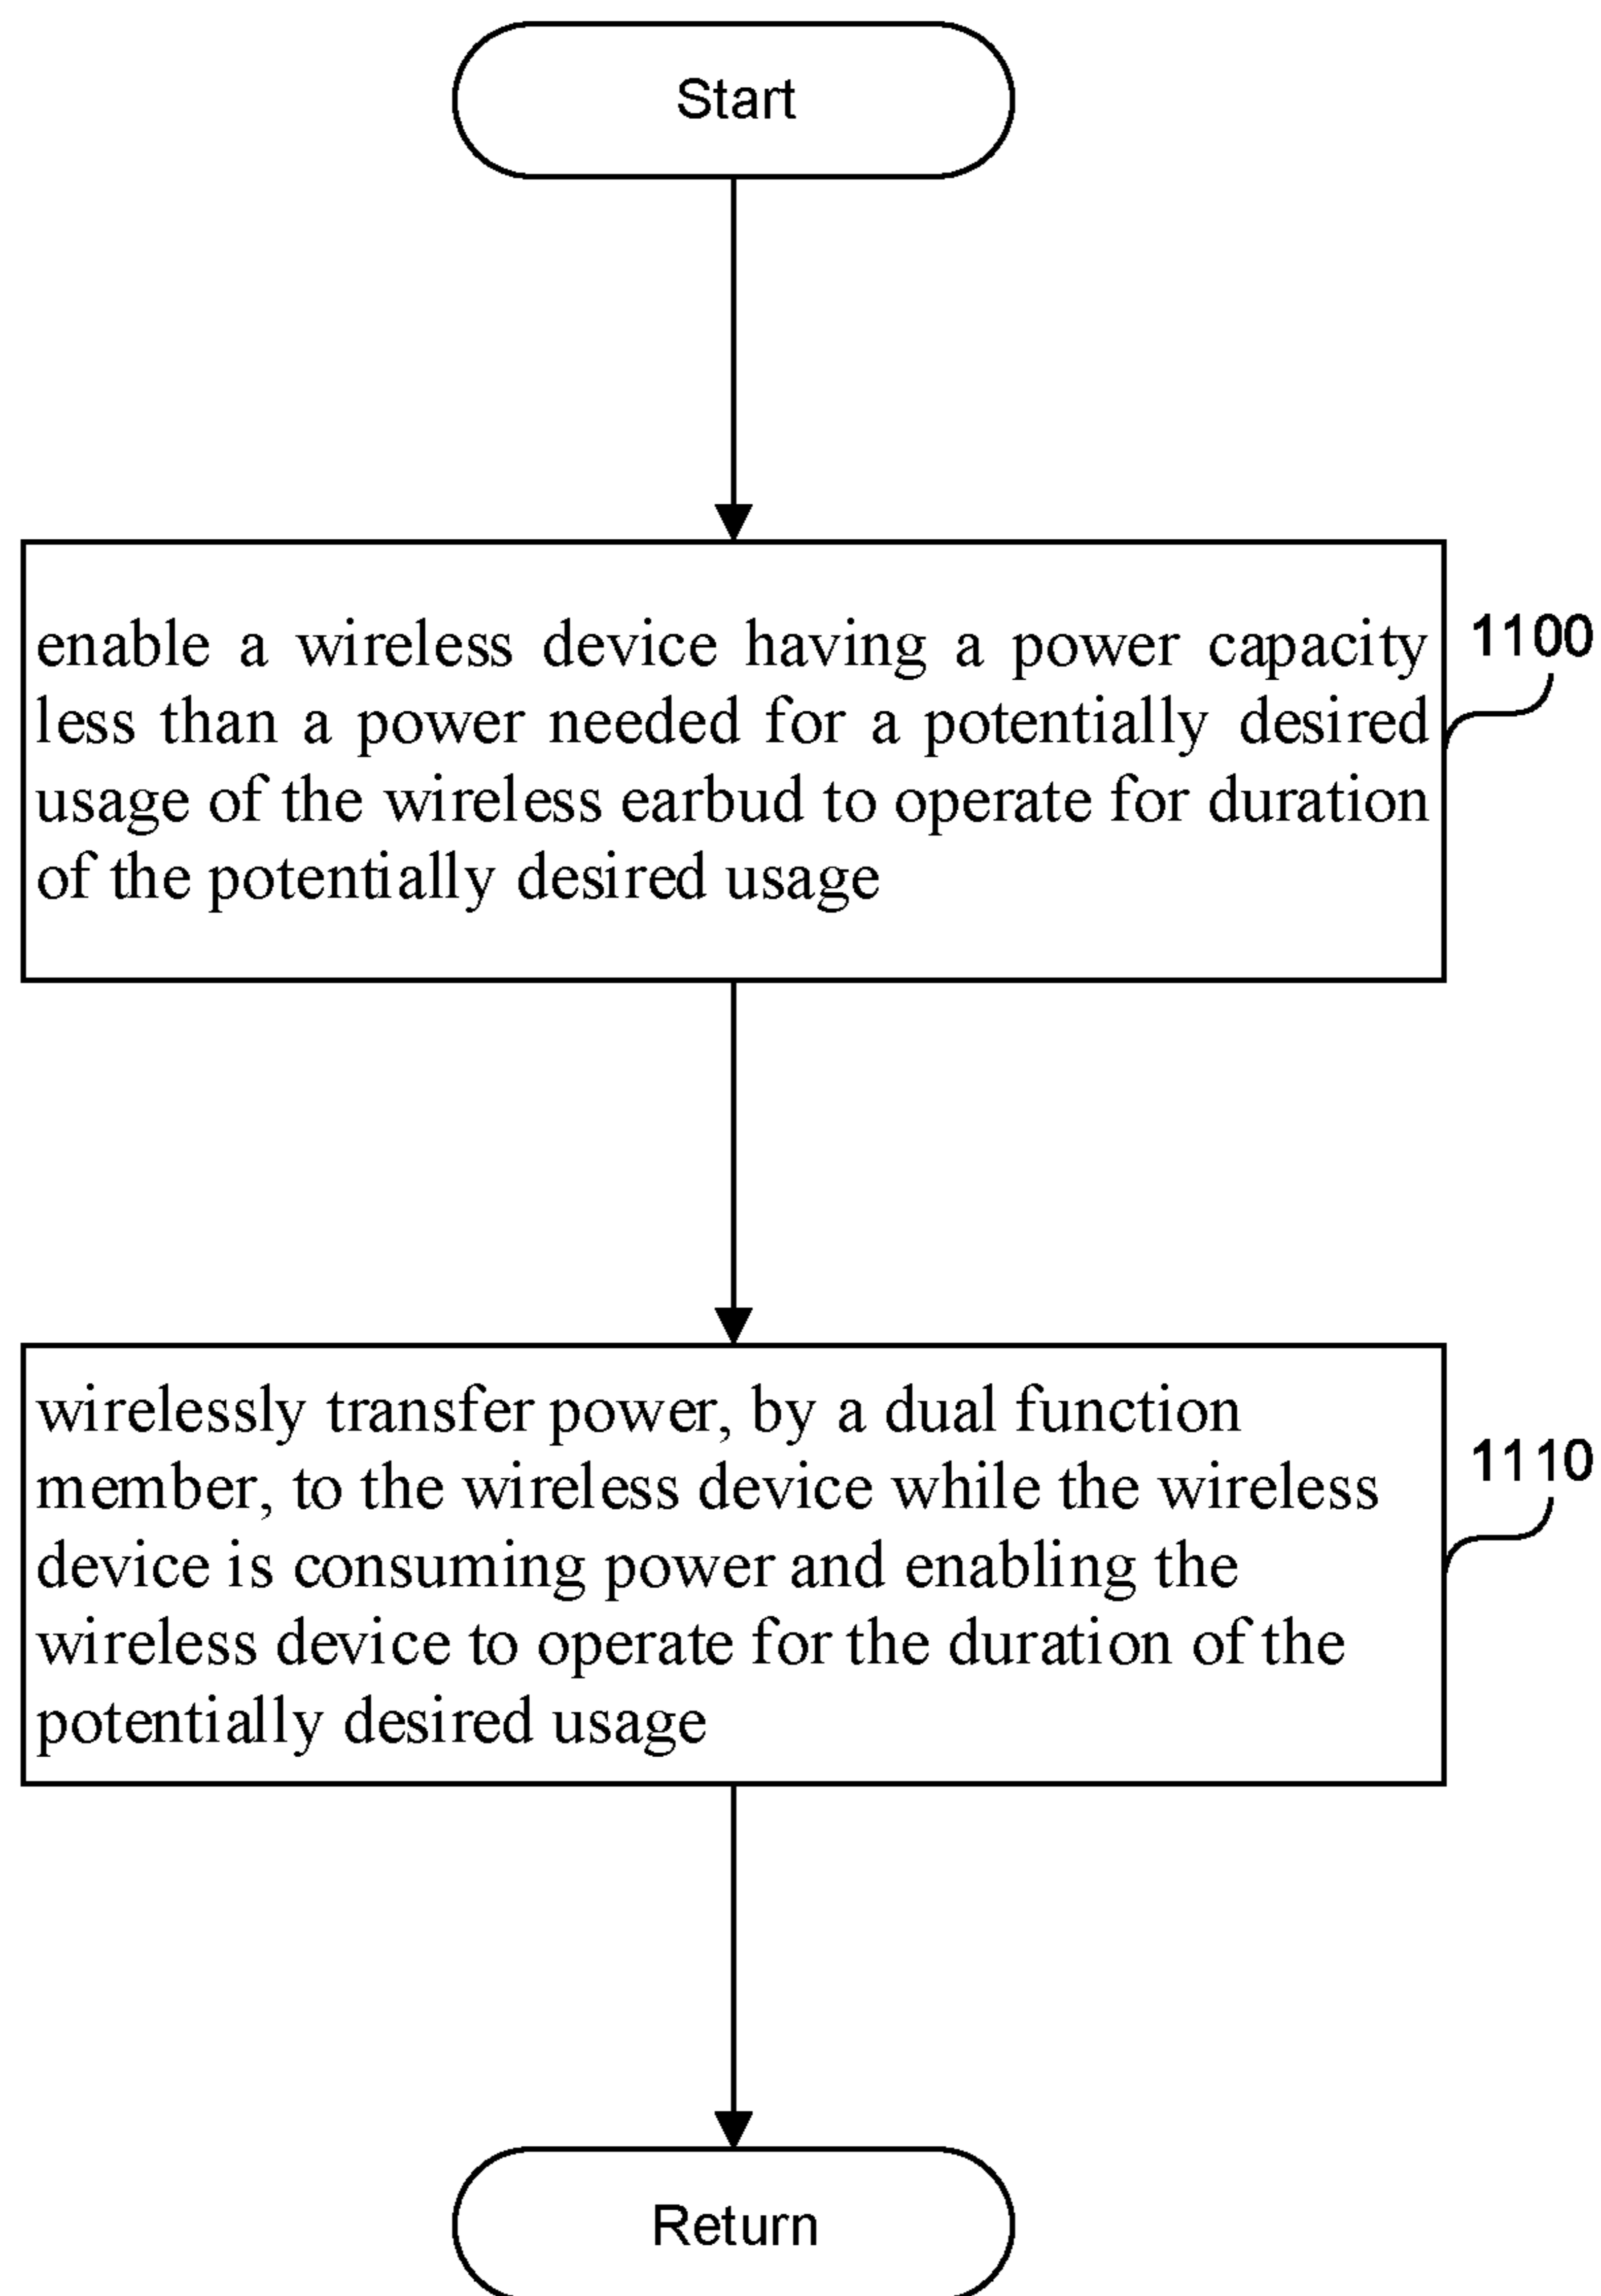 Start
enable a wireless device having a power capacity
less than a power needed for a potentially desired
usage of the wireless earbud to operate for duration
of the potentially desired usage
1100
wirelessly transfer power, by a dual function
member, to the wireless device while the wireless
device is consuming power and enabling the
wireless device to operate for the duration of the
potentially desired usage
1110
Return